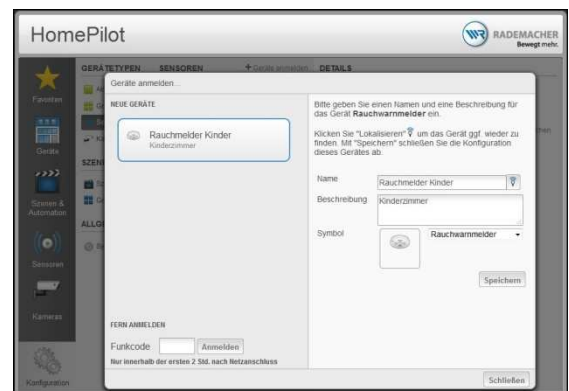 HomePilot
RADEMACHER
Bewegt mehr.
GERÄTETYPEN SENSOREN + Geräte anmelden DETAILS
Favoriten
Geräte
Szenen &
Automation
Sensoren
Kameras
Konfiguration
Geräte anmelden...
NEUE GERÄTE
Rauchmelder Kinder
Kinderzimmer
FERN ANMELDEN
Funkcode Anmelden
Nur innerhalb der ersten 2 Std. nach Netzanschluss
Bitte geben Sie einen Namen und eine Beschreibung für
das Gerät Rauchwarnmelder ein.
Klicken Sie "Lokalisieren" um das Gerät ggf. wieder zu
finden. Mit "Speichern" schließen Sie die Konfiguration
dieses Gerätes ab.
Name Rauchmelder Kinder
Beschreibung Kinderzimmer
Symbol Rauchwarnmelder
Speichern
Schließen